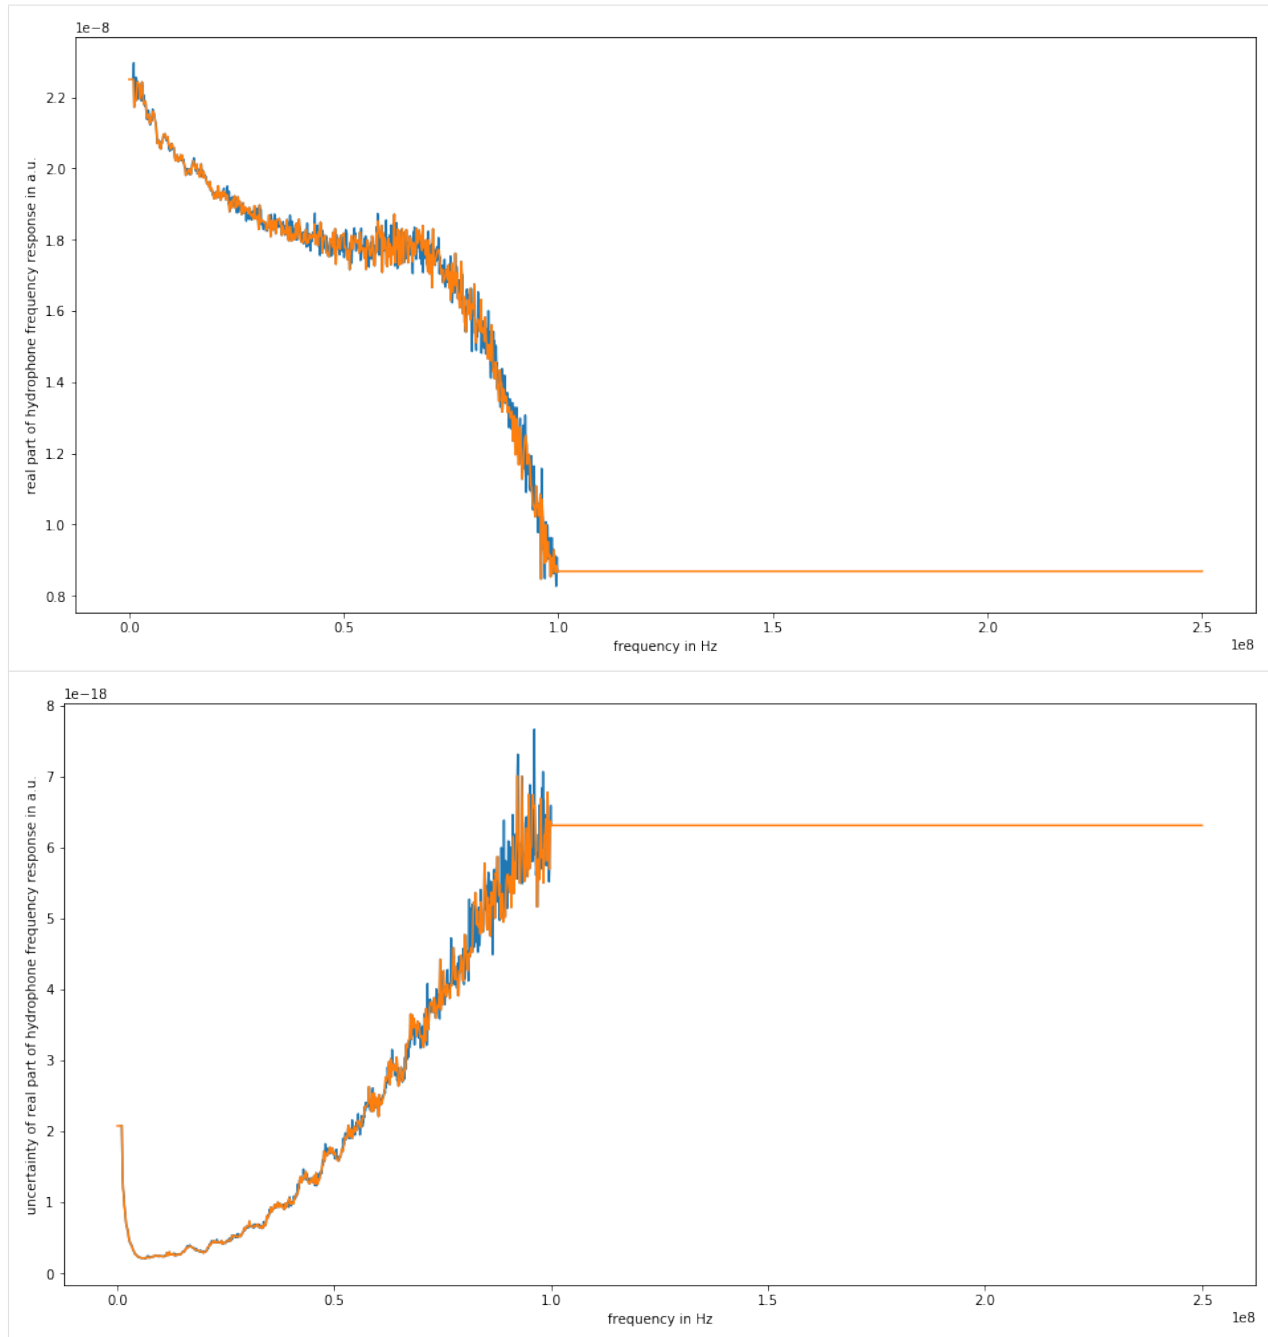 1e−8
2.2
2.0
1.8
1.6
1.4
1.2
1.0
0.8
real part of hydrophone frequency response in a.u.
0.0 0.5 1.0 1.5 2.0 2.5
frequency in Hz
1e8
1e−18
8
7
6
5
4
3
2
1
0
uncertainty of real part of hydrophone frequency response in a.u.
0.0 0.5 1.0 1.5 2.0 2.5
frequency in Hz
1e8